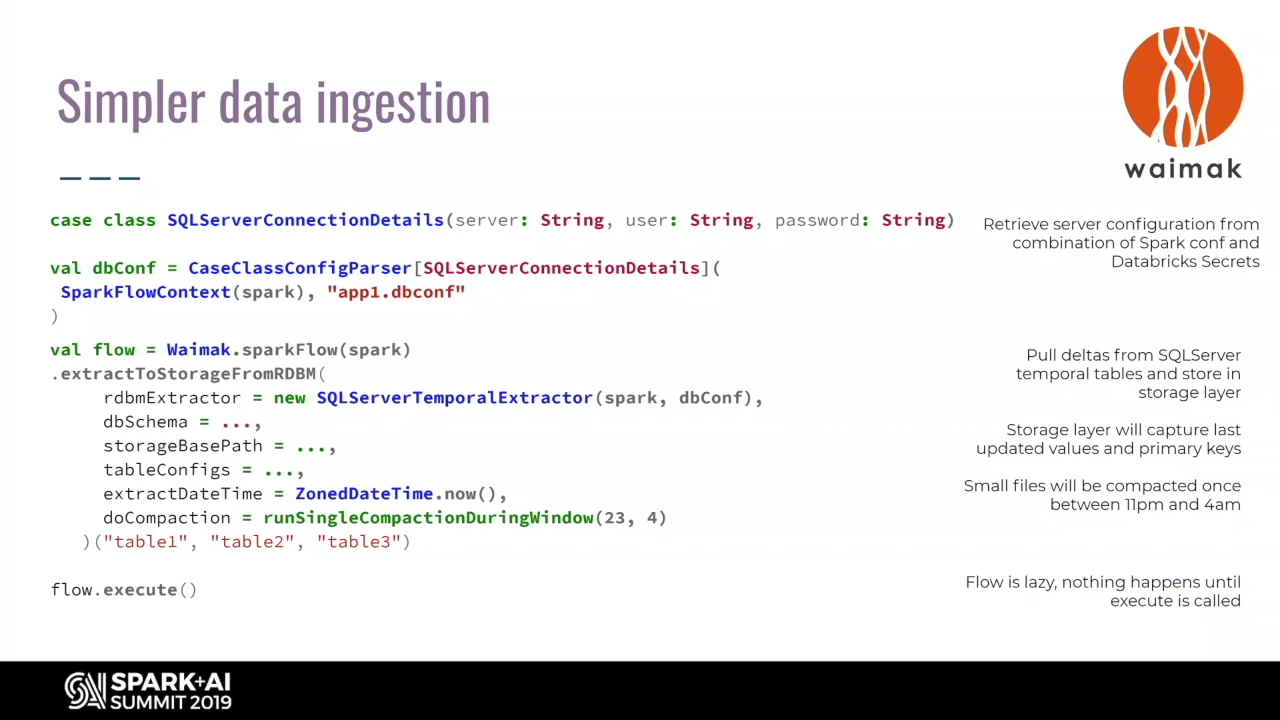 Simpler data ingestion
waimak
case class SQLServerConnectionDetails(server: String, user: String, password: String)
val dbConf = CaseClassConfigParser[SQLServerConnectionDetails](
SparkFlowContext(spark), "app1.dbconf"
)
val flow = Waimak.sparkFlow(spark)
.extractToStorageFromRDBM(
rdbmExtractor = new SQLServerTemporalExtractor(spark, dbConf),
dbSchema = ...,
storageBasePath = ...,
tableConfigs = ...,
extractDateTime = ZonedDateTime.now(),
doCompaction = runSingleCompactionDuringWindow(23, 4)
)("table1", "table2", "table3")
flow.execute()
Retrieve server configuration from
combination of Spark conf and
Databricks Secrets
Pull deltas from SQLServer
temporal tables and store in
storage layer
Storage layer will capture last
updated values and primary keys
Small files will be compacted once
between 11pm and 4am
Flow is lazy, nothing happens until
execute is called
SPARK+AI
SUMMIT 2019